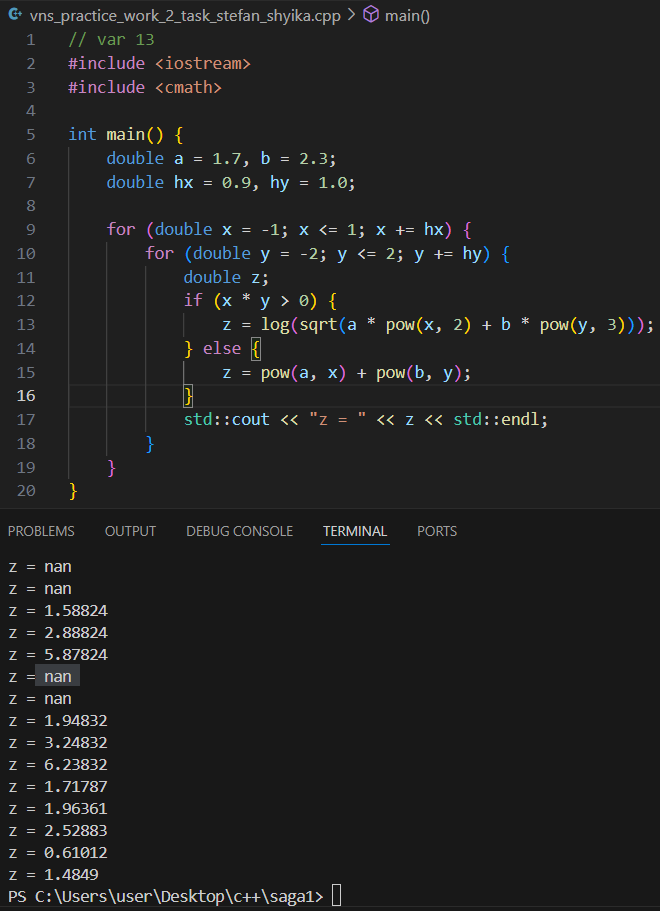 vns_practice_work_2_task_stefan_shyika.cpp > main()
1 // var 13
2 #include <iostream>
3 #include <cmath>
4
5 int main() {
6     double a = 1.7, b = 2.3;
7     double hx = 0.9, hy = 1.0;
8
9     for (double x = -1; x <= 1; x += hx) {
10         for (double y = -2; y <= 2; y += hy) {
11             double z;
12             if (x * y > 0) {
13                 z = log(sqrt(a * pow(x, 2) + b * pow(y, 3)));
14             } else {
15                 z = pow(a, x) + pow(b, y);
16             }
17             std::cout << "z = " << z << std::endl;
18         }
19     }
20 }
PROBLEMS OUTPUT DEBUG CONSOLE TERMINAL PORTS
z = nan
z = nan
z = 1.58824
z = 2.88824
z = 5.87824
z = nan
z = nan
z = 1.94832
z = 3.24832
z = 6.23832
z = 1.71787
z = 1.96361
z = 2.52883
z = 0.61012
z = 1.4849
PS C:\Users\user\Desktop\c++\saga1>